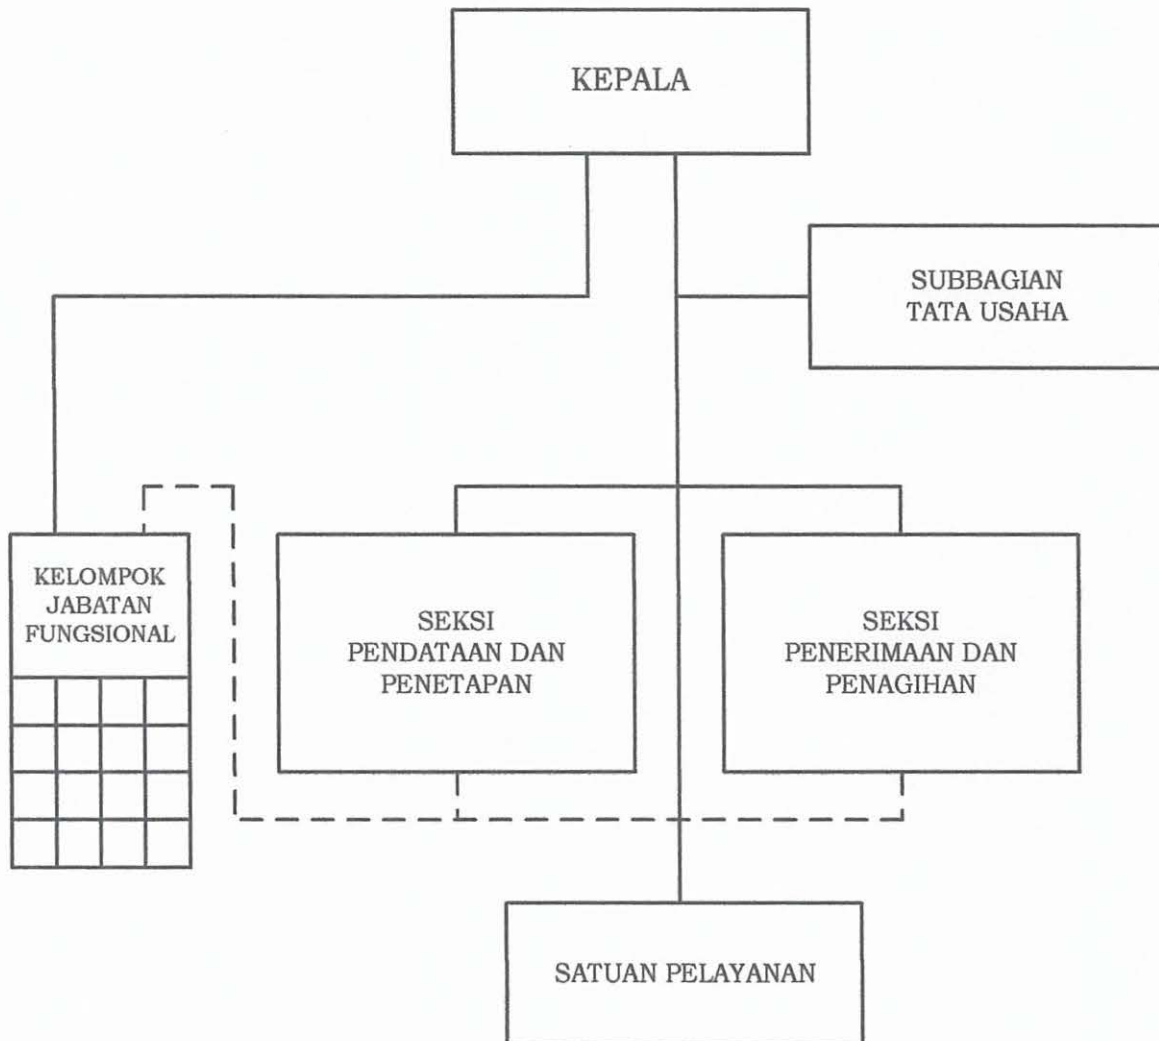 KEPALA
SUBBAGIAN
TATA USAHA
KELOMPOK
JABATAN
FUNGSIONAL
SEKSI
PENDATAAN DAN
PENETAPAN
SEKSI
PENERIMAAN DAN
PENAGIHAN
SATUAN PELAYANAN